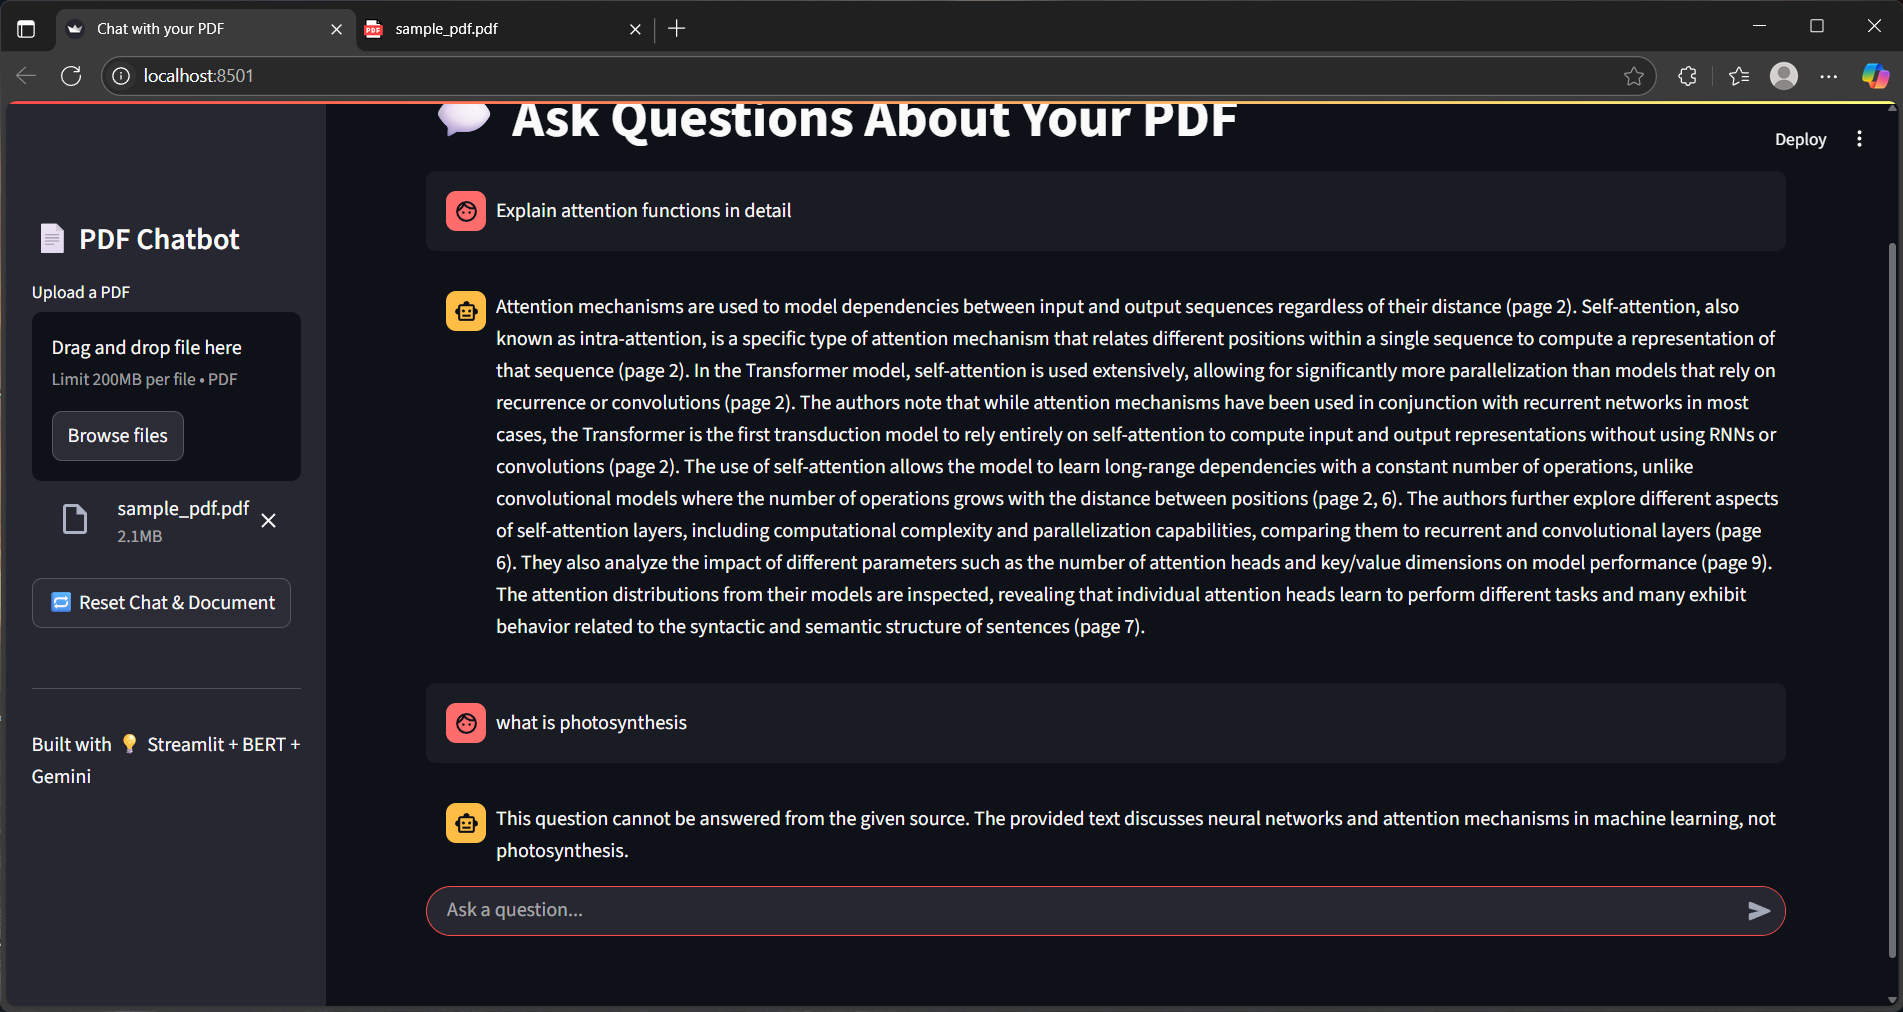 Chat with your PDF
sample_pdf.pdf
localhost:8501
Ask Questions About Your PDF
Deploy
PDF Chatbot
Upload a PDF
Drag and drop file here
Limit 200MB per file • PDF
Browse files
sample_pdf.pdf
2.1MB
Reset Chat & Document
Built with 💡 Streamlit + BERT +
Gemini
Explain attention functions in detail
Attention mechanisms are used to model dependencies between input and output sequences regardless of their distance (page 2). Self-attention, also
known as intra-attention, is a specific type of attention mechanism that relates different positions within a single sequence to compute a representation of
that sequence (page 2). In the Transformer model, self-attention is used extensively, allowing for significantly more parallelization than models that rely on
recurrence or convolutions (page 2). The authors note that while attention mechanisms have been used in conjunction with recurrent networks in most
cases, the Transformer is the first transduction model to rely entirely on self-attention to compute input and output representations without using RNNs or
convolutions (page 2). The use of self-attention allows the model to learn long-range dependencies with a constant number of operations, unlike
convolutional models where the number of operations grows with the distance between positions (page 2, 6). The authors further explore different aspects
of self-attention layers, including computational complexity and parallelization capabilities, comparing them to recurrent and convolutional layers (page
6). They also analyze the impact of different parameters such as the number of attention heads and key/value dimensions on model performance (page 9).
The attention distributions from their models are inspected, revealing that individual attention heads learn to perform different tasks and many exhibit
behavior related to the syntactic and semantic structure of sentences (page 7).
what is photosynthesis
This question cannot be answered from the given source. The provided text discusses neural networks and attention mechanisms in machine learning, not
photosynthesis.
Ask a question...